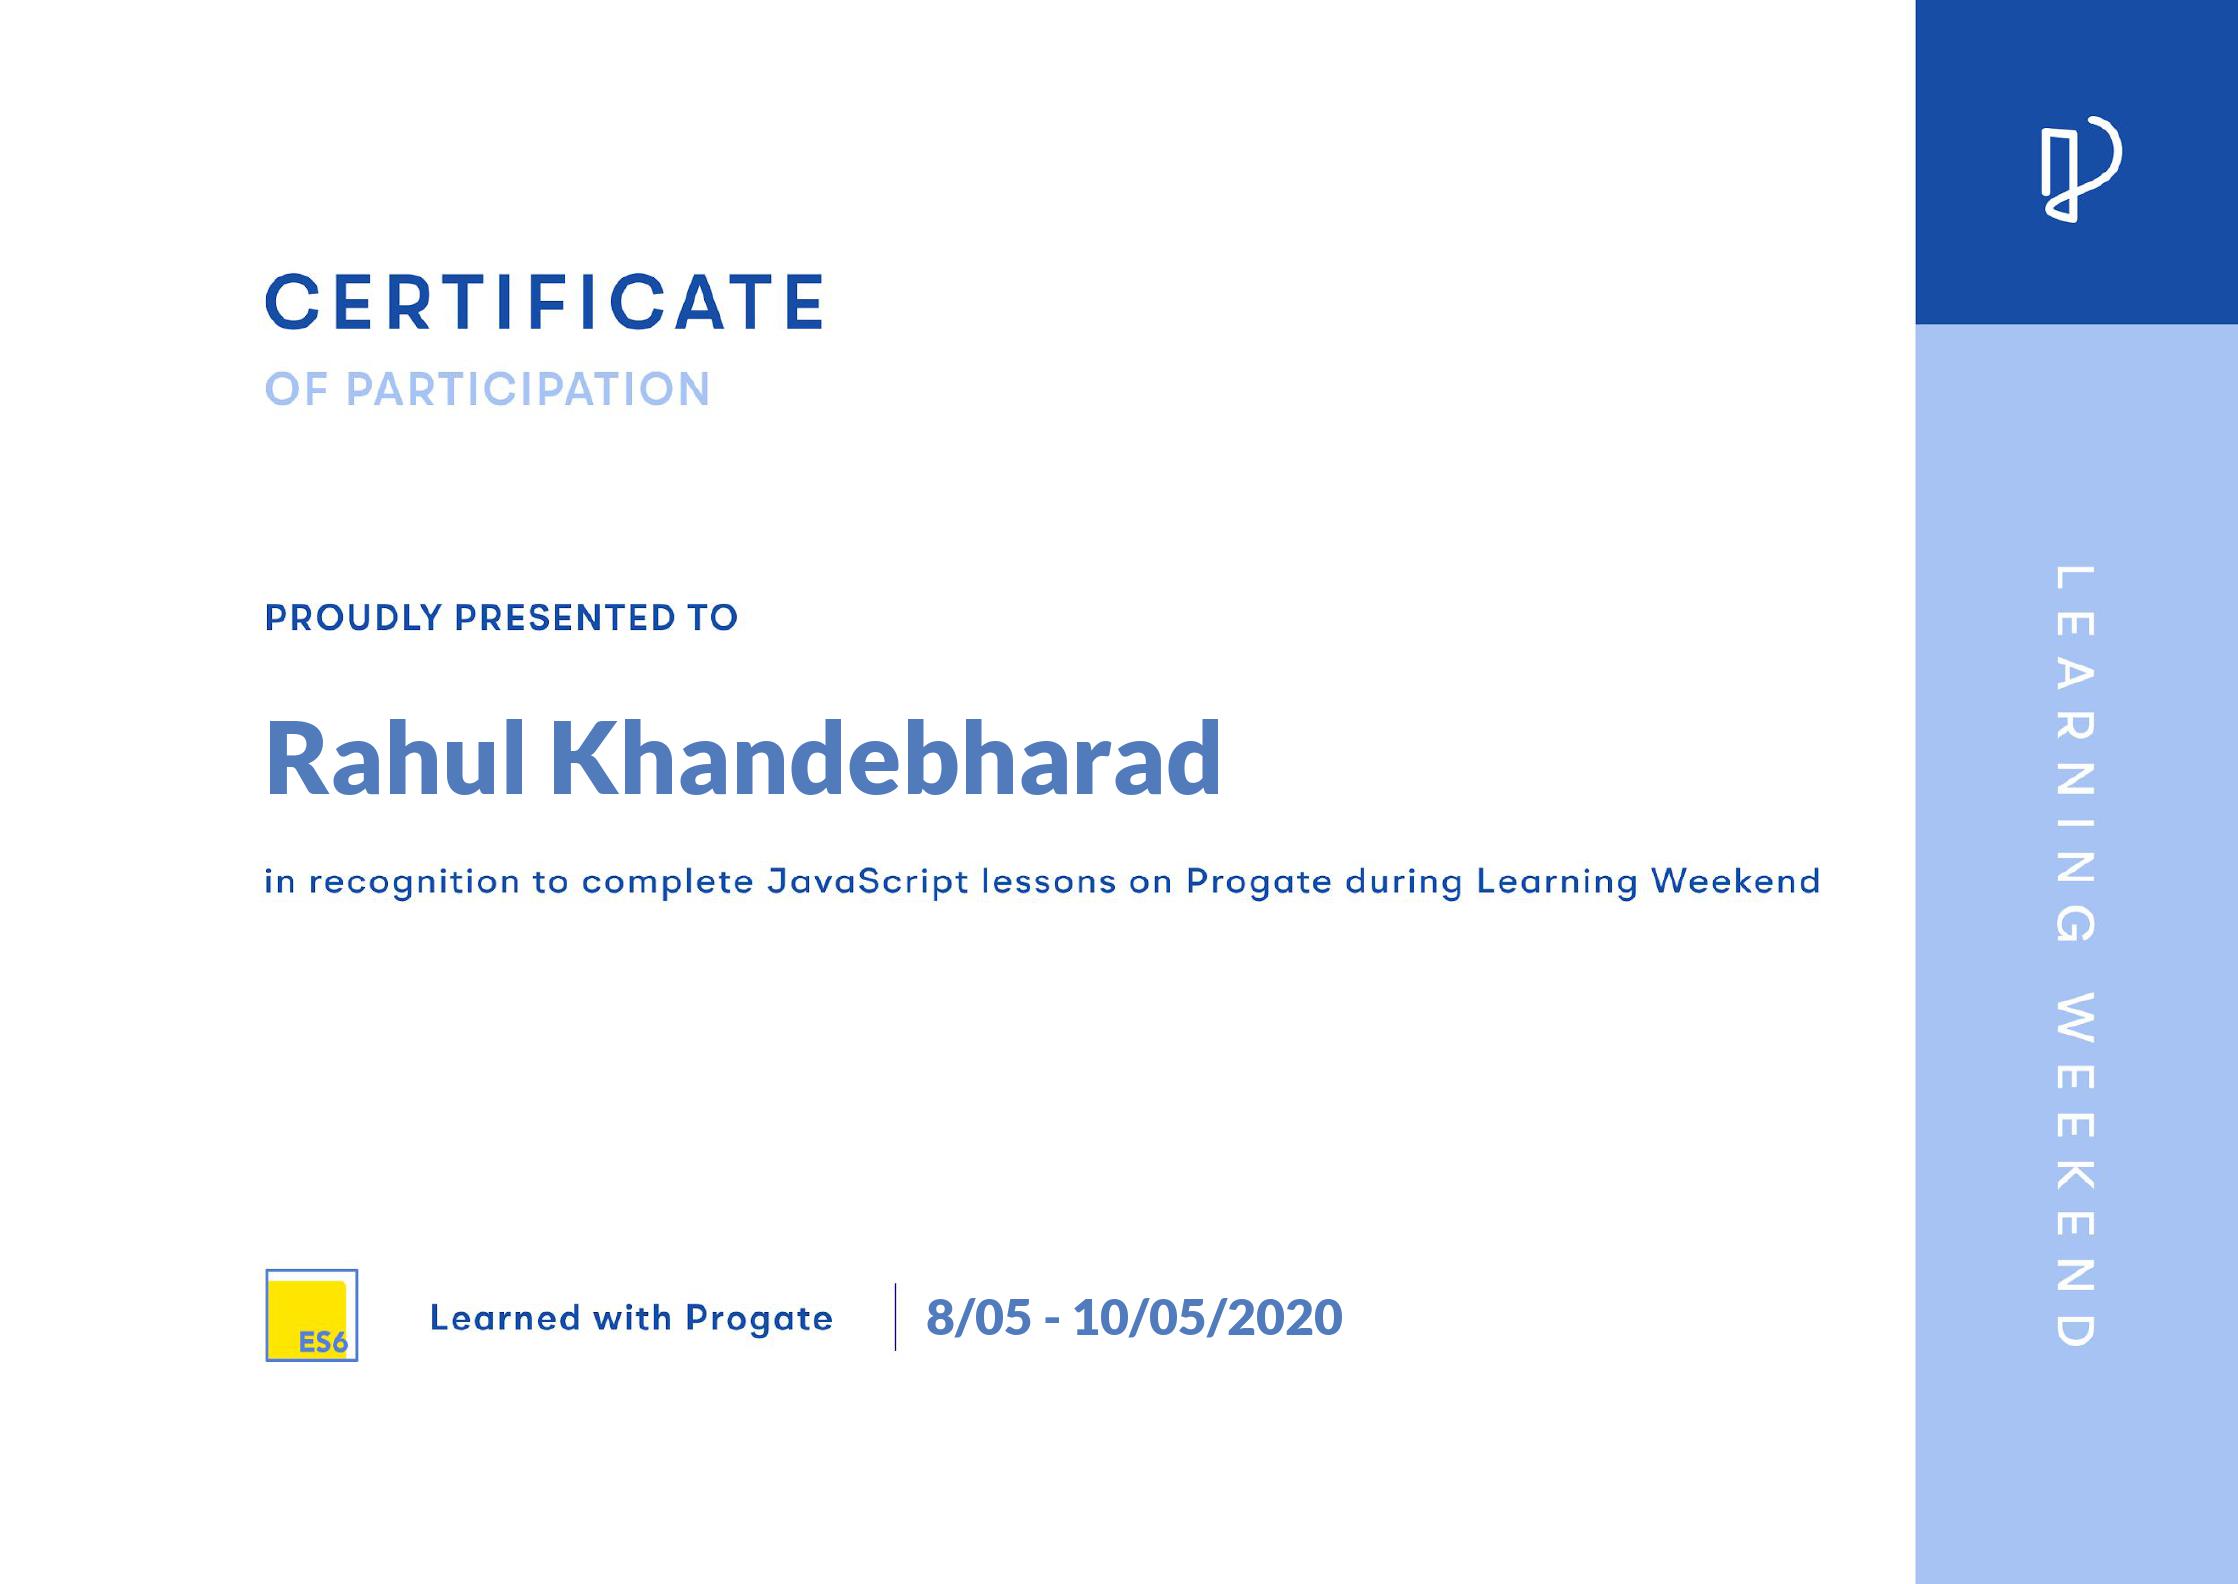 CERTIFICATE
OF PARTICIPATION
PROUDLY PRESENTED TO
Rahul Khandebharad
in recognition to complete JavaScript lessons on Progate during Learning Weekend
ES6
Learned with Progate
8/05 - 10/05/2020
LEARNING WEEKEND